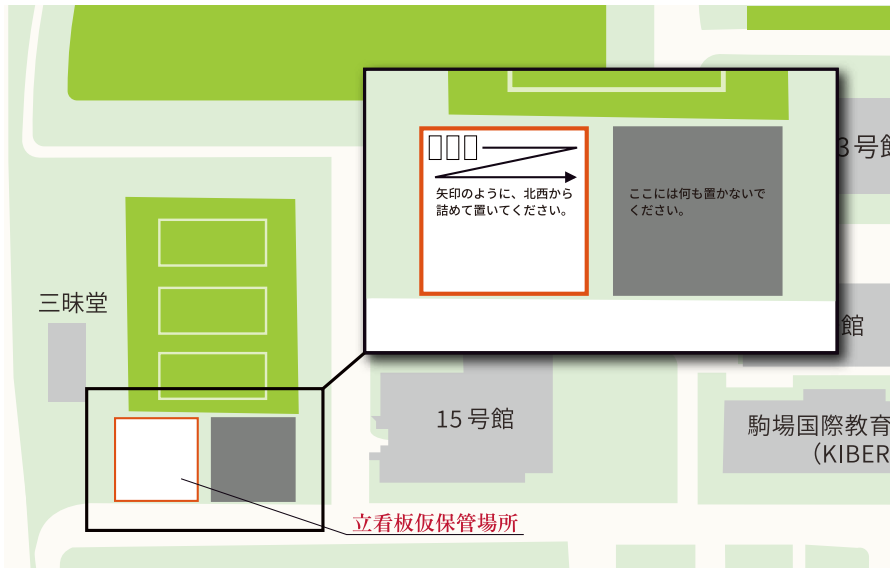 3号館
矢印のように、北西から
詰めて置いてください。
ここには何も置かないで
ください。
三昧堂
館
15号館
駒場国際教育
（KIBER
立看板仮保管場所